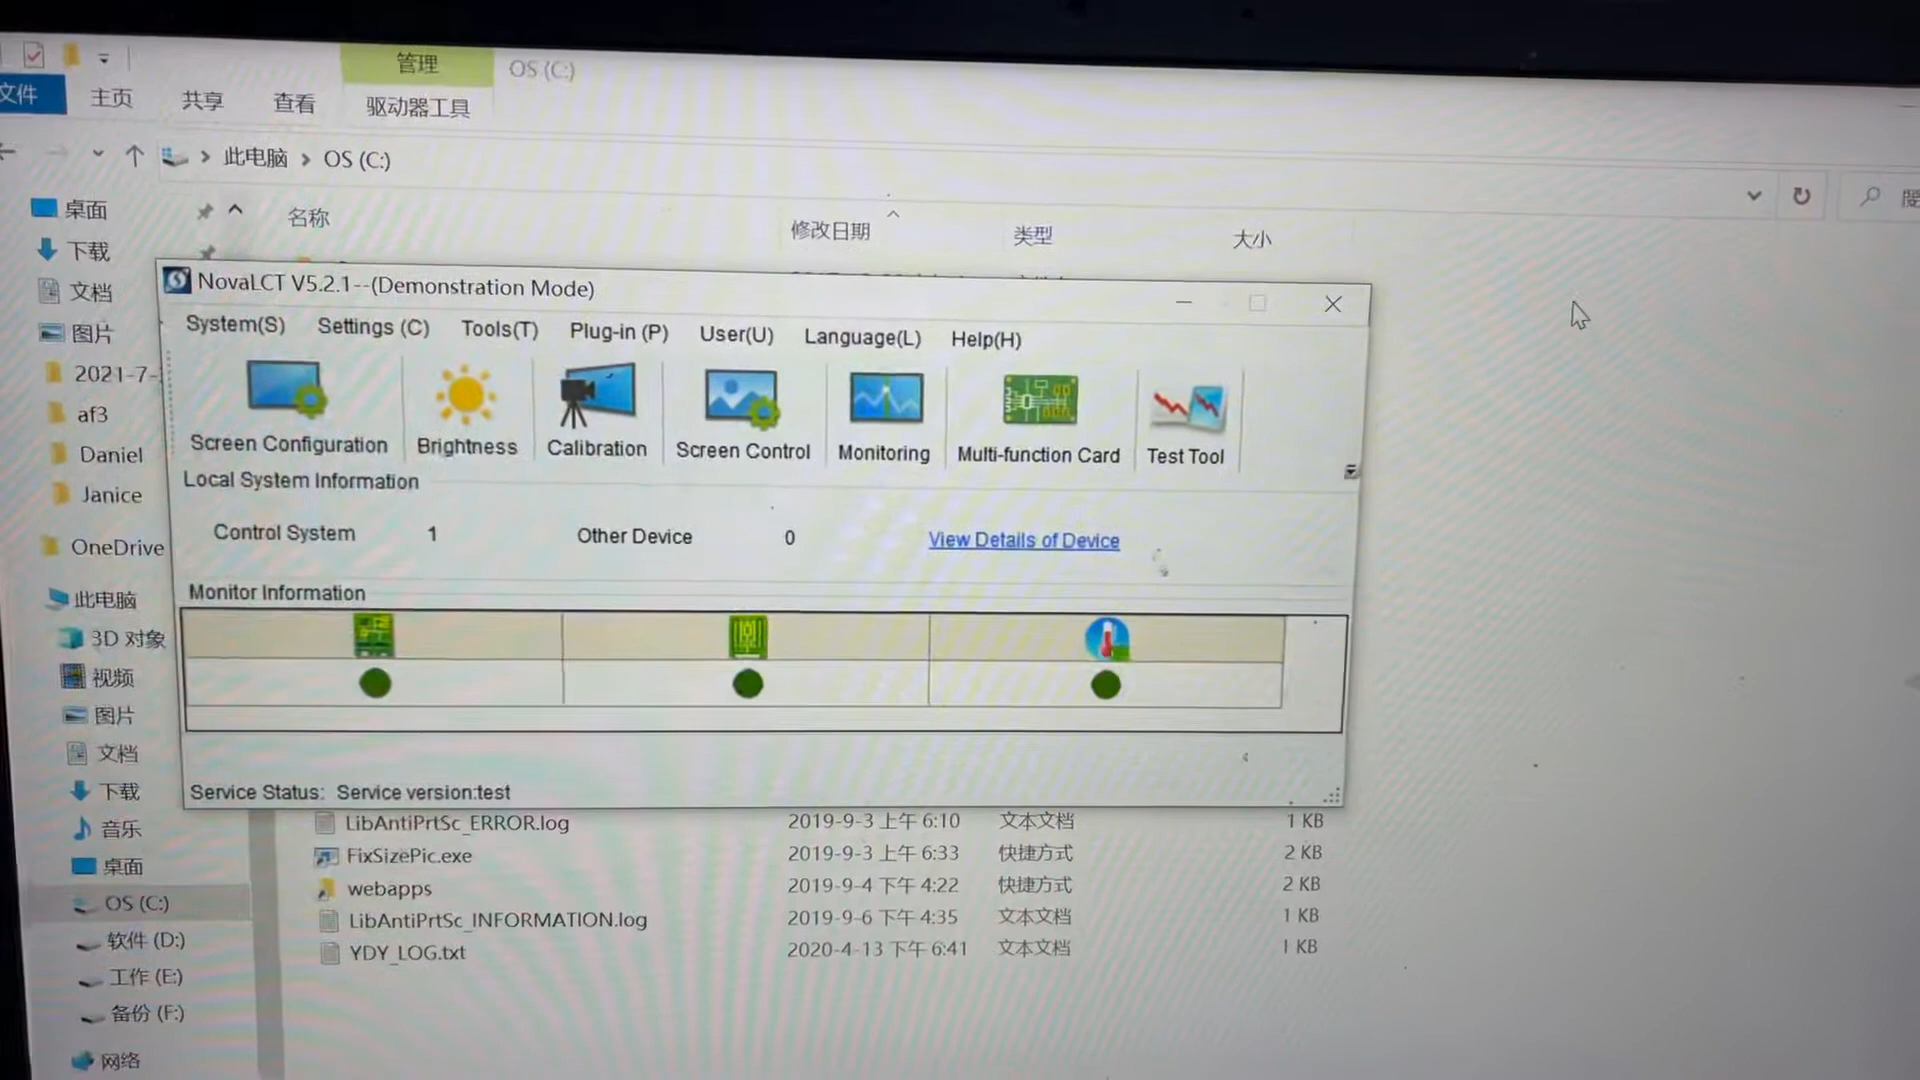 管理 OS (C:)
文件 主页 共享 查看 驱动器工具
此电脑 OS (C:)
桌面 名称 修改日期 类型 大小
下载
文档
图片
2021-7-
af3
Daniel
Janice
OneDrive
此电脑
3D 对象
视频
图片
文档
下载
音乐
桌面
OS (C:)
软件 (D:)
工作 (E:)
备份 (F:)
网络
NovaLCT V5.2.1--(Demonstration Mode)
System(S) Settings (C) Tools(T) Plug-in (P) User(U) Language(L) Help(H)
Screen Configuration Brightness Calibration Screen Control Monitoring Multi-function Card Test Tool
Local System Information
Control System 1 Other Device 0 View Details of Device
Monitor Information
Service Status: Service version:test
LibAntiPrtSc_ERROR.log 2019-9-3 上午 6:10 文本文档 1 KB
FixSizePic.exe 2019-9-3 上午 6:33 快捷方式 2 KB
webapps 2019-9-4 下午 4:22 快捷方式 2 KB
LibAntiPrtSc_INFORMATION.log 2019-9-6 下午 4:35 文本文档 1 KB
YDY_LOG.txt 2020-4-13 下午 6:41 文本文档 1 KB